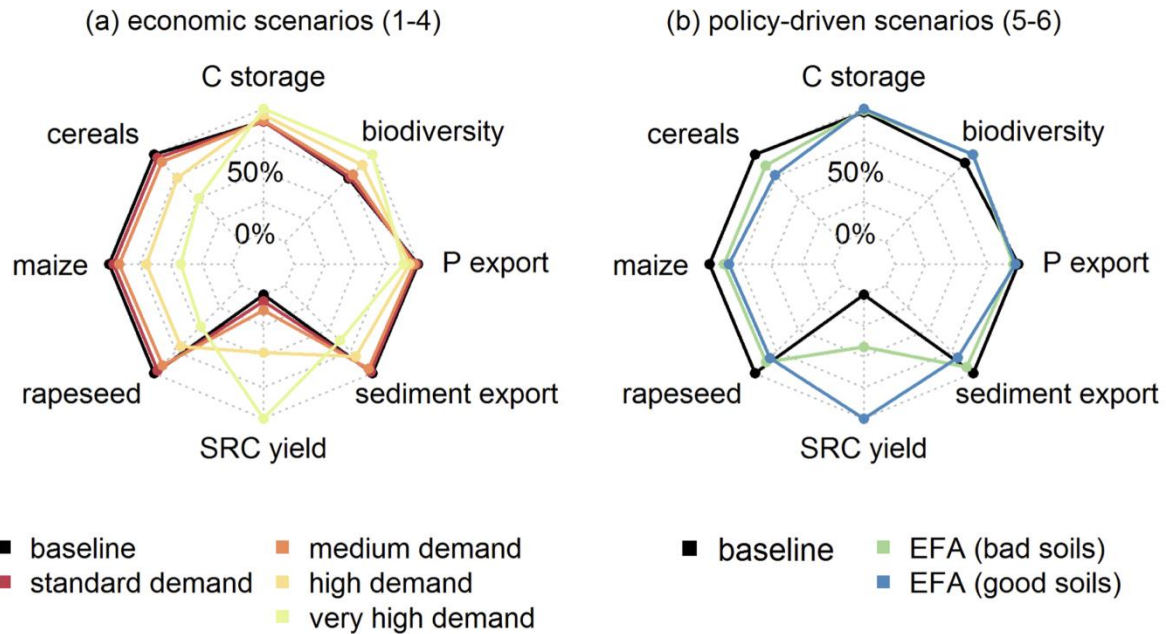 (a) economic scenarios (1-4)
C storage
cereals
biodiversity
50%
0%
maize
P export
rapeseed
sediment export
SRC yield
baseline
standard demand
medium demand
high demand
very high demand
(b) policy-driven scenarios (5-6)
C storage
cereals
biodiversity
50%
0%
maize
P export
rapeseed
sediment export
SRC yield
baseline
EFA (bad soils)
EFA (good soils)